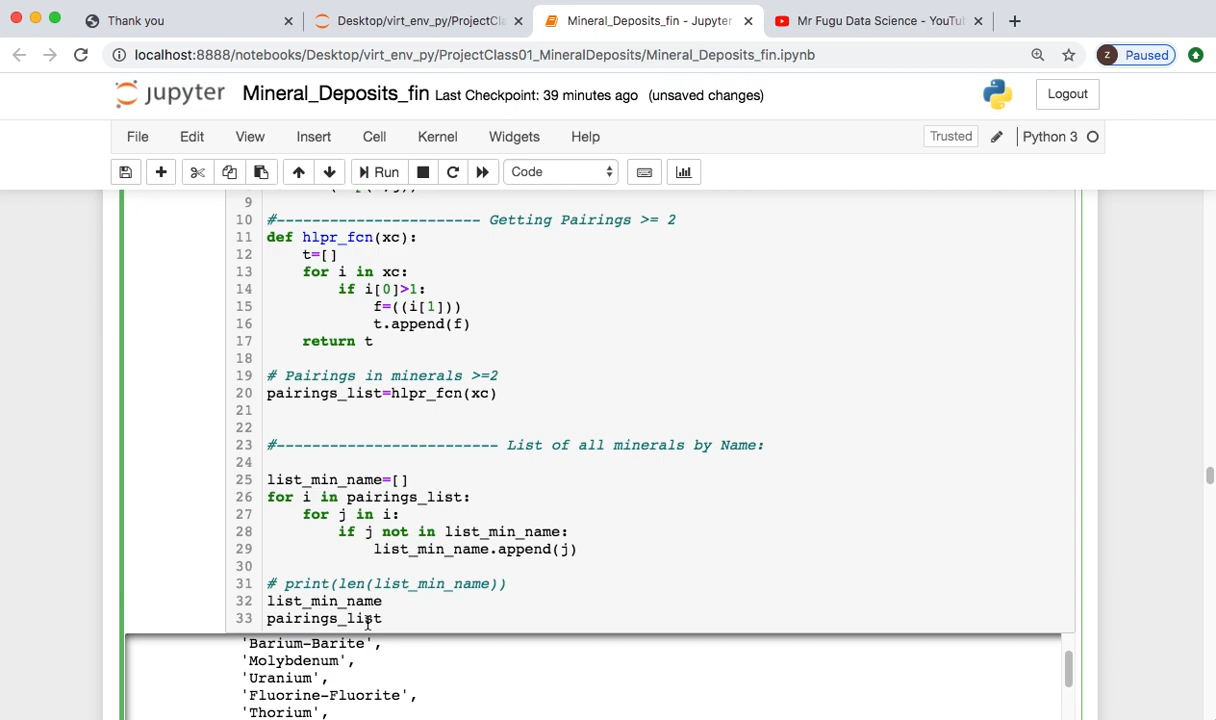 Thank you
Desktop/virt_env_py/ProjectCla
Mineral_Deposits_fin - Jupyter
Mr Fugu Data Science - YouTu
localhost:8888/notebooks/Desktop/virt_env_py/ProjectClass01_MineralDeposits/Mineral_Deposits_fin.ipynb
z Paused
jupyter Mineral_Deposits_fin Last Checkpoint: 39 minutes ago (unsaved changes)
Logout
File Edit View Insert Cell Kernel Widgets Help
Trusted Python 3
Run Code
9
10 #----------------------- Getting Pairings >= 2
11 def hlpr_fcn(xc):
12 t=[]
13 for i in xc:
14 if i[0]>1:
15 f=((i[1]))
16 t.append(f)
17 return t
18
19 # Pairings in minerals >=2
20 pairings_list=hlpr_fcn(xc)
21
22
23 #------------------------- List of all minerals by Name:
24
25 list_min_name=[]
26 for i in pairings_list:
27 for j in i:
28 if j not in list_min_name:
29 list_min_name.append(j)
30
31 # print(len(list_min_name))
32 list_min_name
33 pairings_list
'Barium-Barite',
'Molybdenum',
'Uranium',
'Fluorine-Fluorite',
'Thorium',